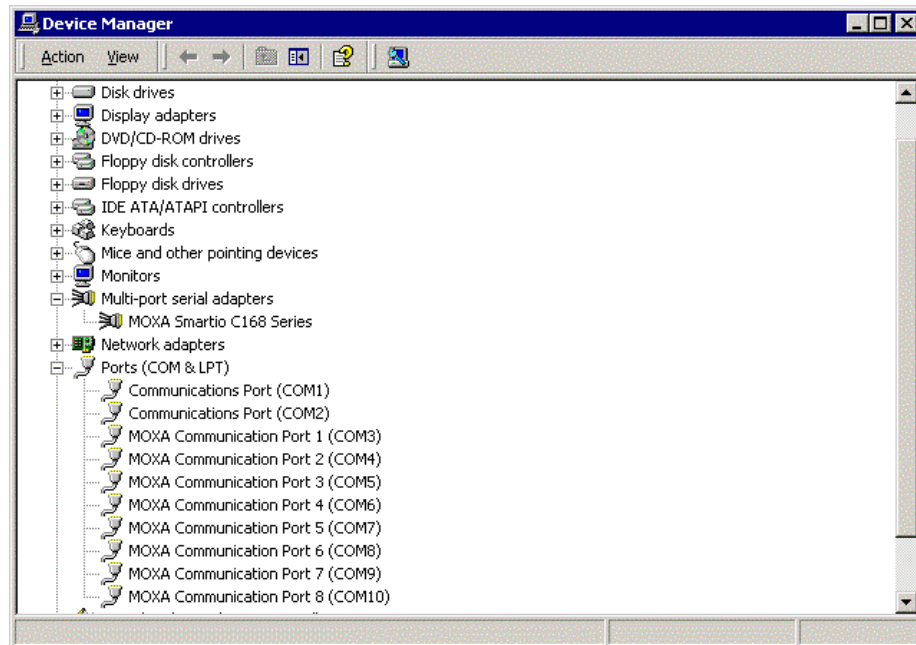 Device Manager
Action View
Disk drives
Display adapters
DVD/CD-ROM drives
Floppy disk controllers
Floppy disk drives
IDE ATA/ATAPI controllers
Keyboards
Mice and other pointing devices
Monitors
Multi-port serial adapters
MOXA Smartio C168 Series
Network adapters
Ports (COM & LPT)
Communications Port (COM1)
Communications Port (COM2)
MOXA Communication Port 1 (COM3)
MOXA Communication Port 2 (COM4)
MOXA Communication Port 3 (COM5)
MOXA Communication Port 4 (COM6)
MOXA Communication Port 5 (COM7)
MOXA Communication Port 6 (COM8)
MOXA Communication Port 7 (COM9)
MOXA Communication Port 8 (COM10)